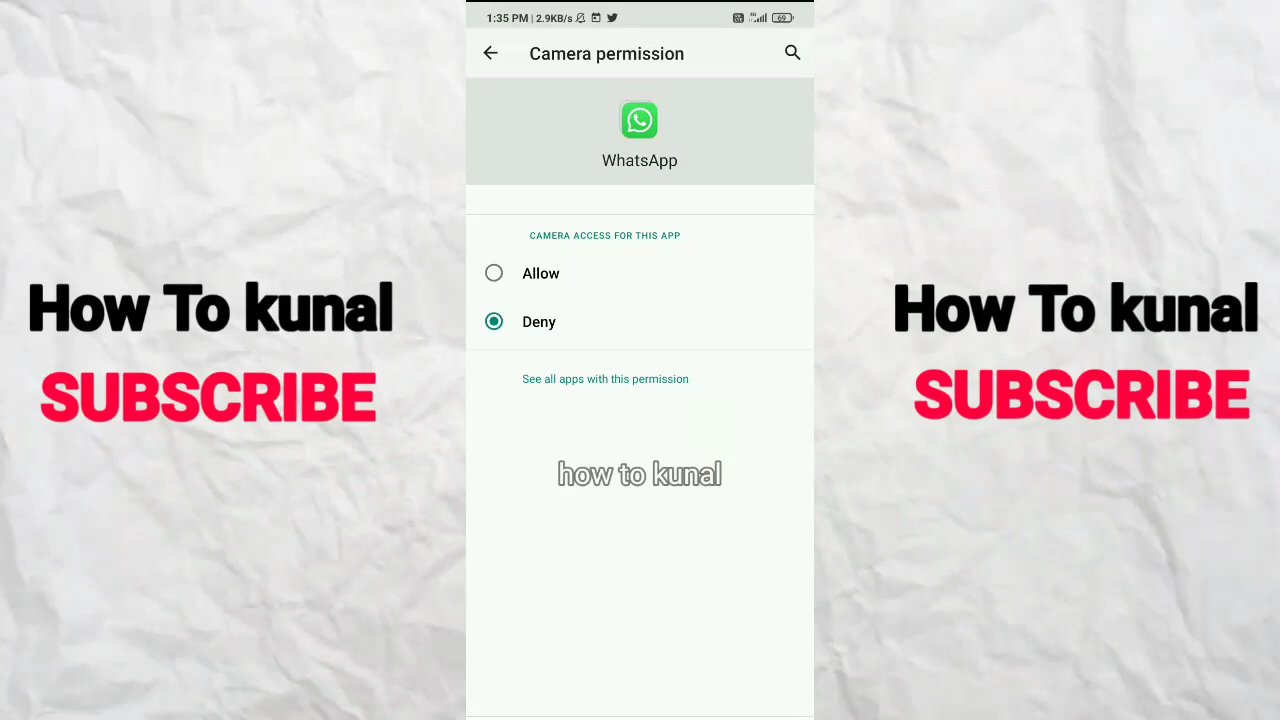 1:35 PM | 2.9KB/s
69
Camera permission
WhatsApp
CAMERA ACCESS FOR THIS APP
Allow
Deny
See all apps with this permission
how to kunal
How To kunal
SUBSCRIBE
How To kunal
SUBSCRIBE